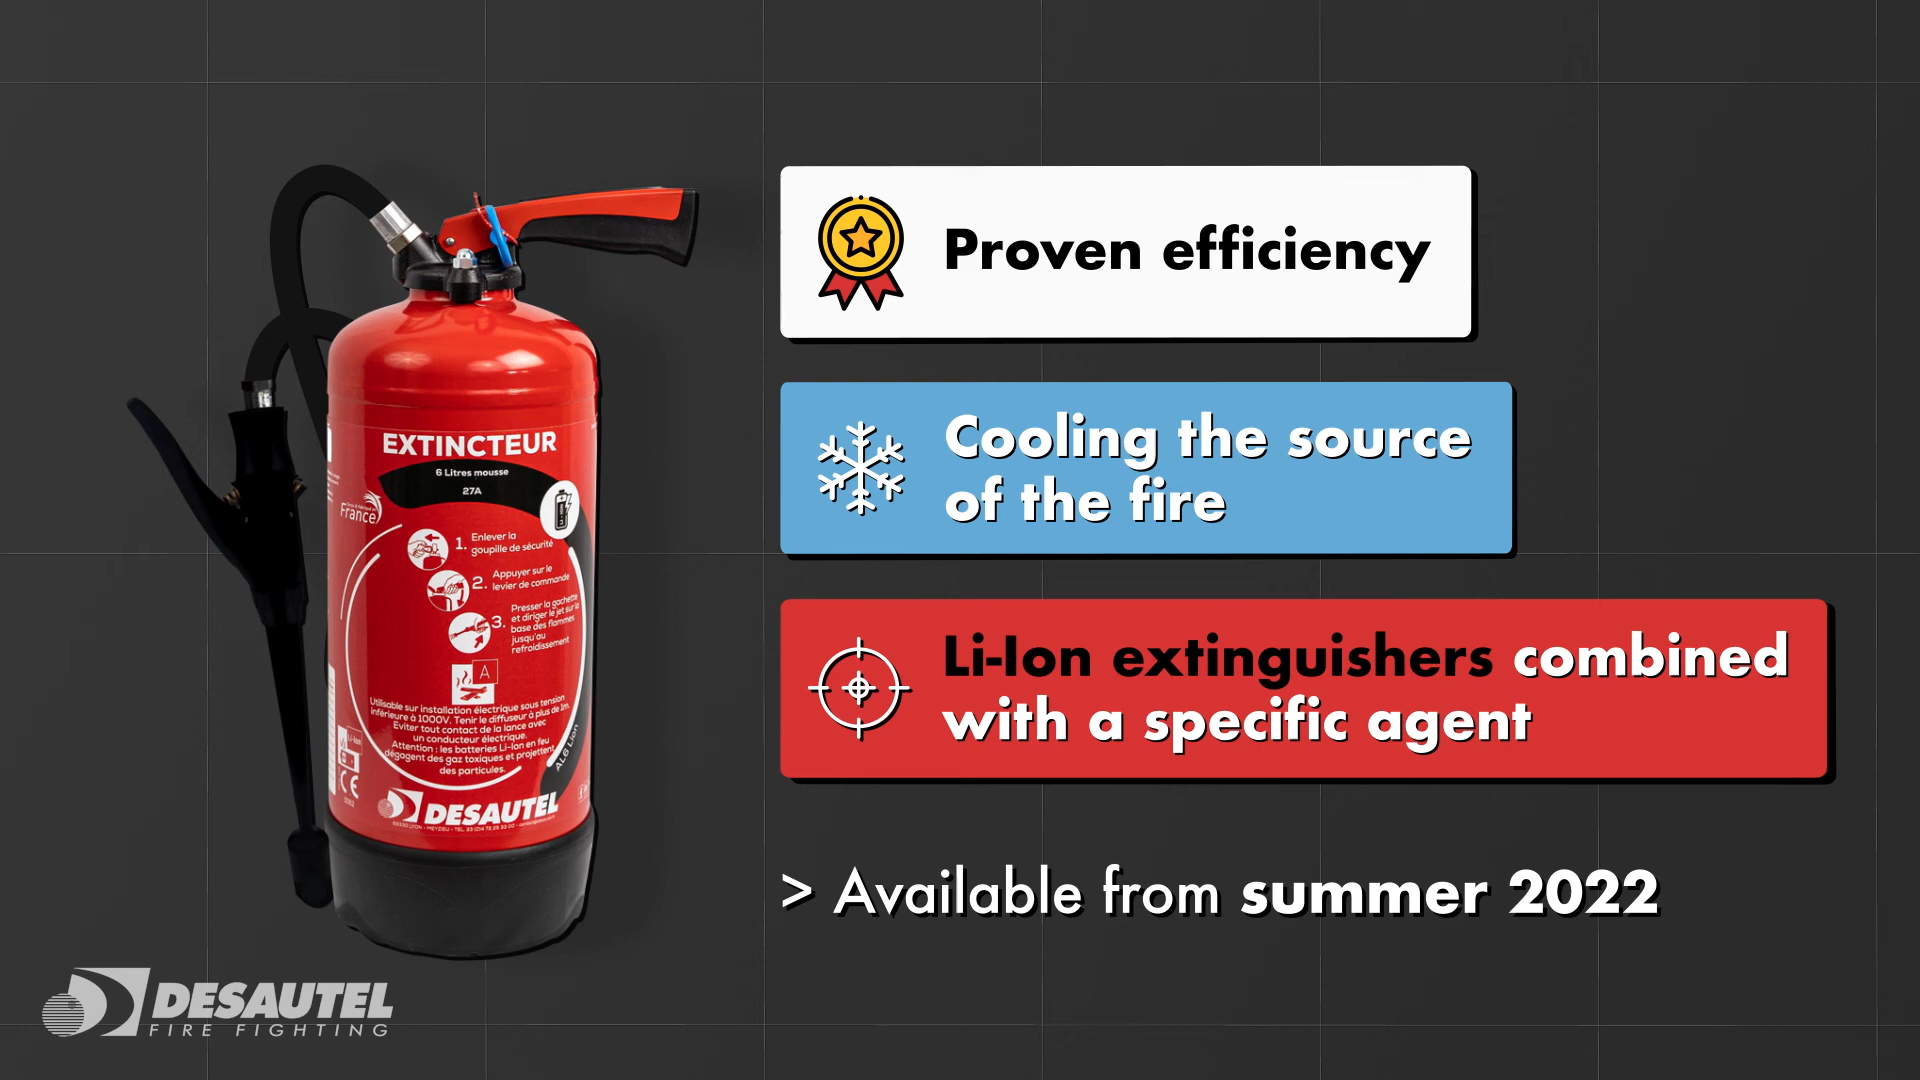 Proven efficiency
Cooling the source
of the fire
Li-Ion extinguishers combined
with a specific agent
> Available from summer 2022
EXTINCTEUR
6 Litres mousse
27A
France
1. Enlever la
goupille de sécurité
2. Appuyer sur le
levier de commande
3. Presser la gachette
et diriger le jet sur la
base des flammes
jusqu'au
refroidissement
A
Utilisable sur installation électrique sous tension
inférieure à 1000V. Tenir le diffuseur à plus de 1m.
Eviter tout contact de la lance avec
un conducteur électrique.
Attention : les batteries Li-Ion en feu
dégagent des gaz toxiques et projettent
des particules.
AL6 Lion
Li-Ion
CE
DESAUTEL
DESAUTEL
FIRE FIGHTING